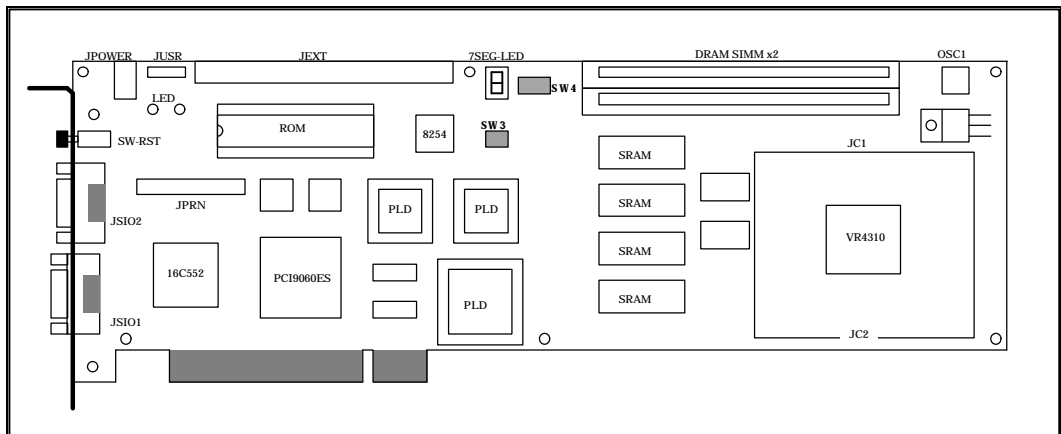 JPOWER JUSR JEXT 7SEG-LED DRAM SIMM x2 OSC1
LED SW4
ROM 8254 SW3
SW-RST JC1
SRAM
JPRN SRAM
PLD PLD
JSIO2 VR4310
SRAM
16C552 PCI9060ES
SRAM
PLD
JSIO1
JC2